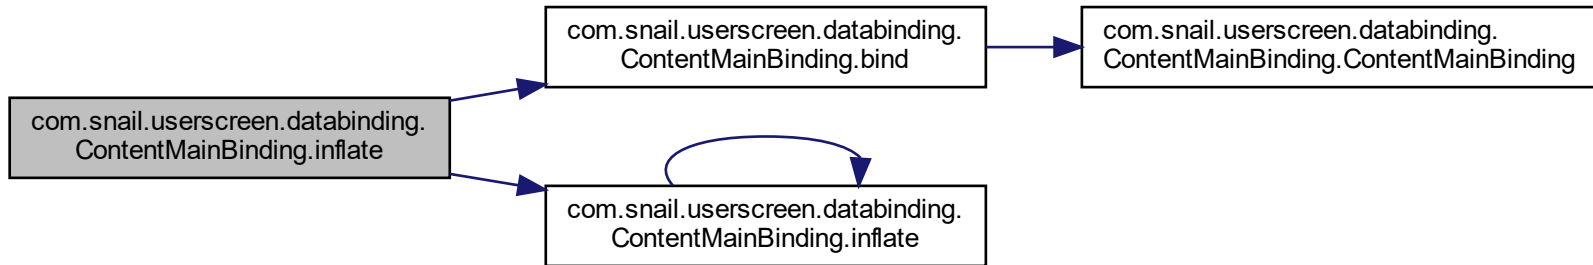 com.snail.userscreen.databinding.
ContentMainBinding.inflate
com.snail.userscreen.databinding.
ContentMainBinding.bind
com.snail.userscreen.databinding.
ContentMainBinding.ContentMainBinding
com.snail.userscreen.databinding.
ContentMainBinding.inflate